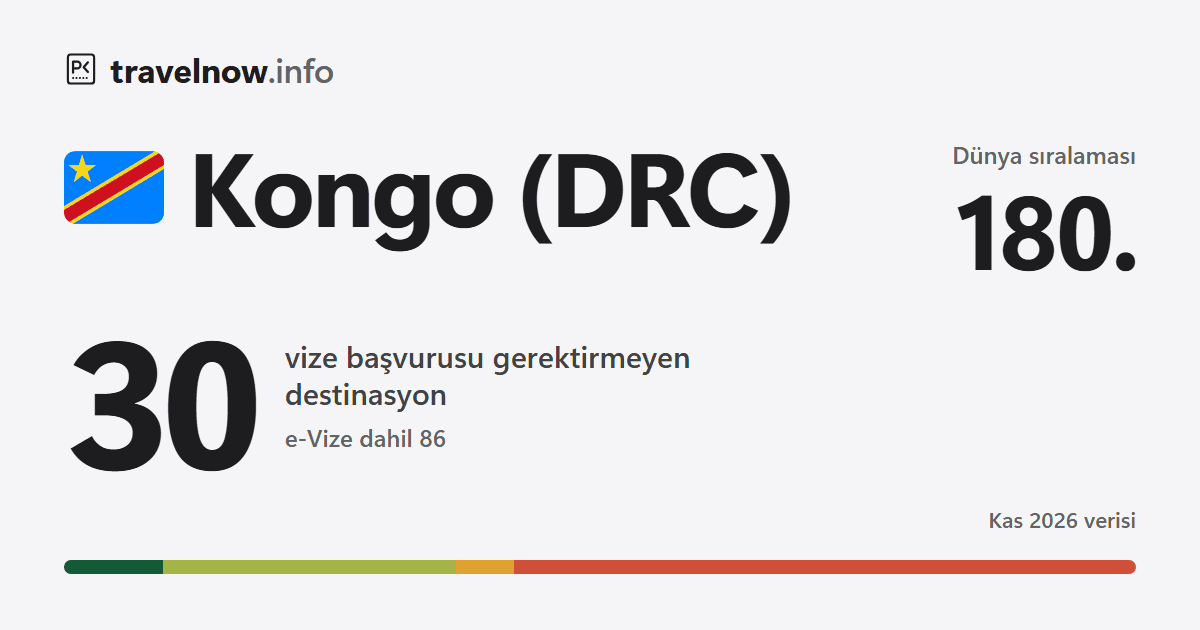 travelnow.info
Kongo (DRC)
Dünya sıralaması
180.
30
vize başvurusu gerektirmeyen
destinasyon
e-Vize dahil 86
Kas 2026 verisi